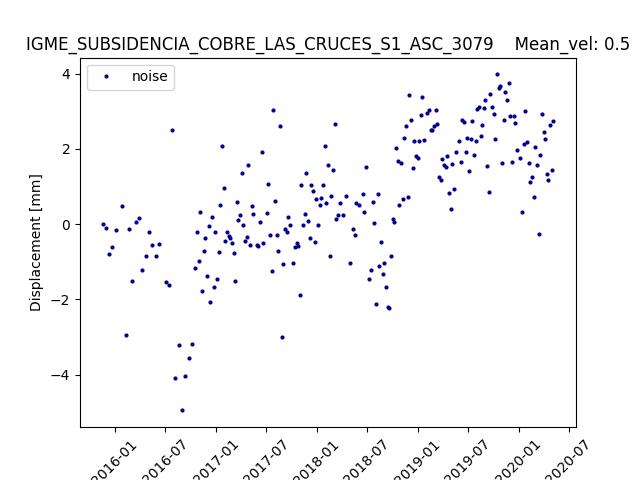 IGME_SUBSIDENCIA_COBRE_LAS_CRUCES_S1_ASC_3079 Mean_vel: 0.5
noise
Displacement [mm]
4
2
0
−2
−4
2016-01 2016-07 2017-01 2017-07 2018-01 2018-07 2019-01 2019-07 2020-01 2020-07